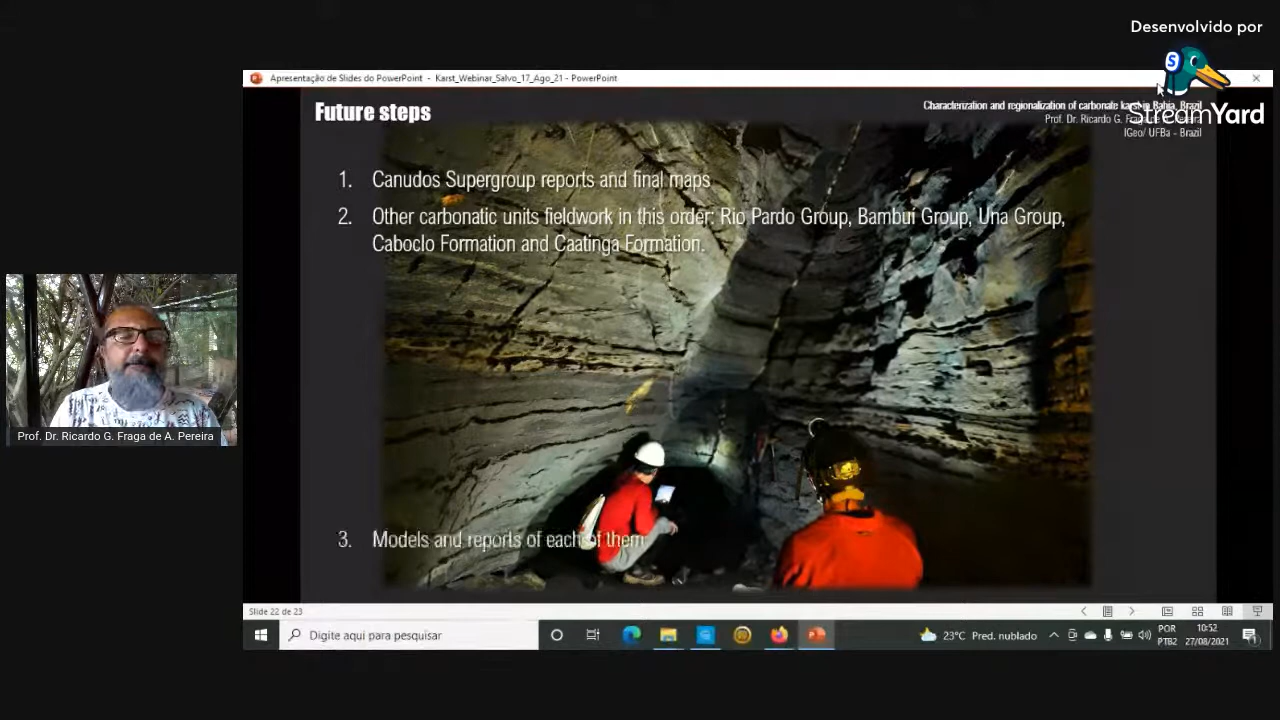 Desenvolvido por
StreamYard
Apresentação de Slides do PowerPoint - Karst_Webinar_Salvo_17_Ago_21 - PowerPoint
Future steps
Characterization and regionalization of carbonate karst in Bahia, Brazil
Prof. Dr. Ricardo G. Fraga
IGeo/ UFBa - Brazil
1. Canudos Supergroup reports and final maps
2. Other carbonatic units fieldwork in this order: Rio Pardo Group, Bambuí Group, Una Group,
Caboclo Formation and Caatinga Formation.
3. Models and reports of each of them
Prof. Dr. Ricardo G. Fraga de A. Pereira
Slide 22 de 23
Digite aqui para pesquisar
23°C Pred. nublado
POR
PTB2
10:52
27/08/2021